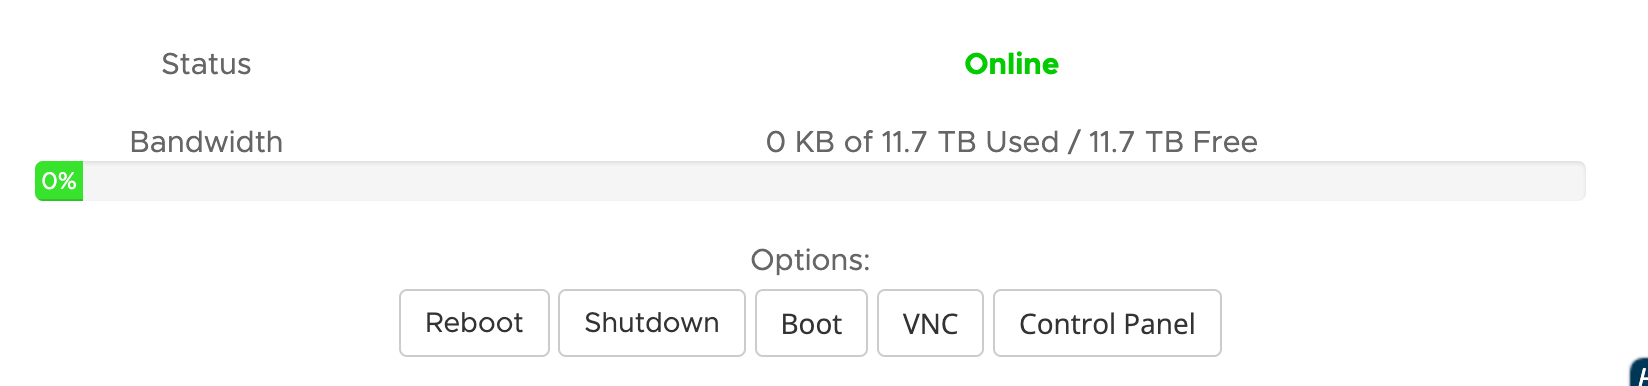 Status Online
Bandwidth 0 KB of 11.7 TB Used / 11.7 TB Free
0%
Options:
Reboot Shutdown Boot VNC Control Panel